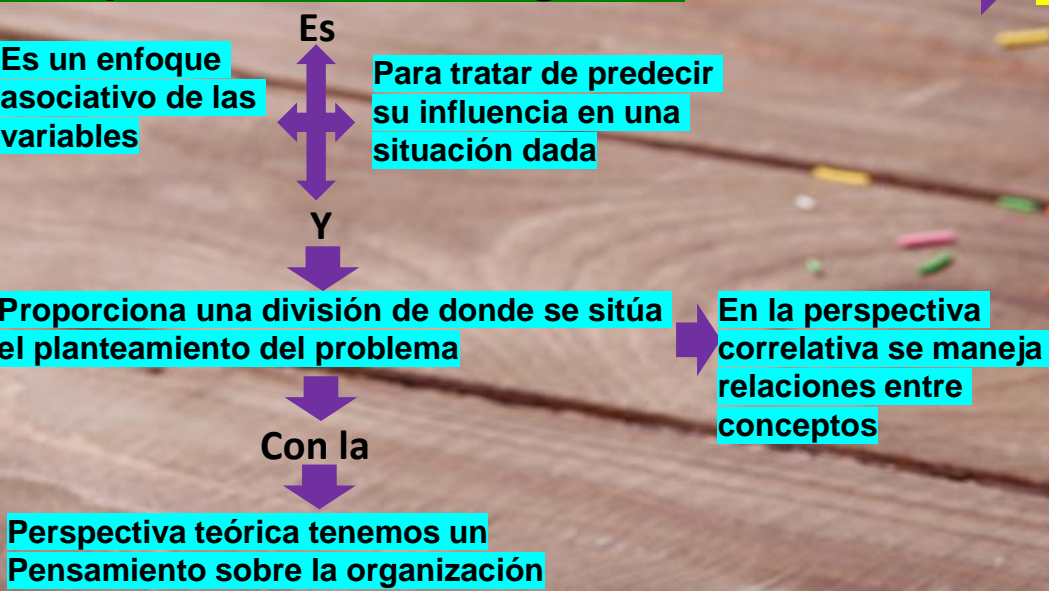 Es
Es un enfoque
asociativo de las
variables
Para tratar de predecir
su influencia en una
situación dada
Y
Proporciona una división de donde se sitúa
el planteamiento del problema
En la perspectiva
correlativa se maneja
relaciones entre
conceptos
Con la
Perspectiva teórica tenemos un
Pensamiento sobre la organización